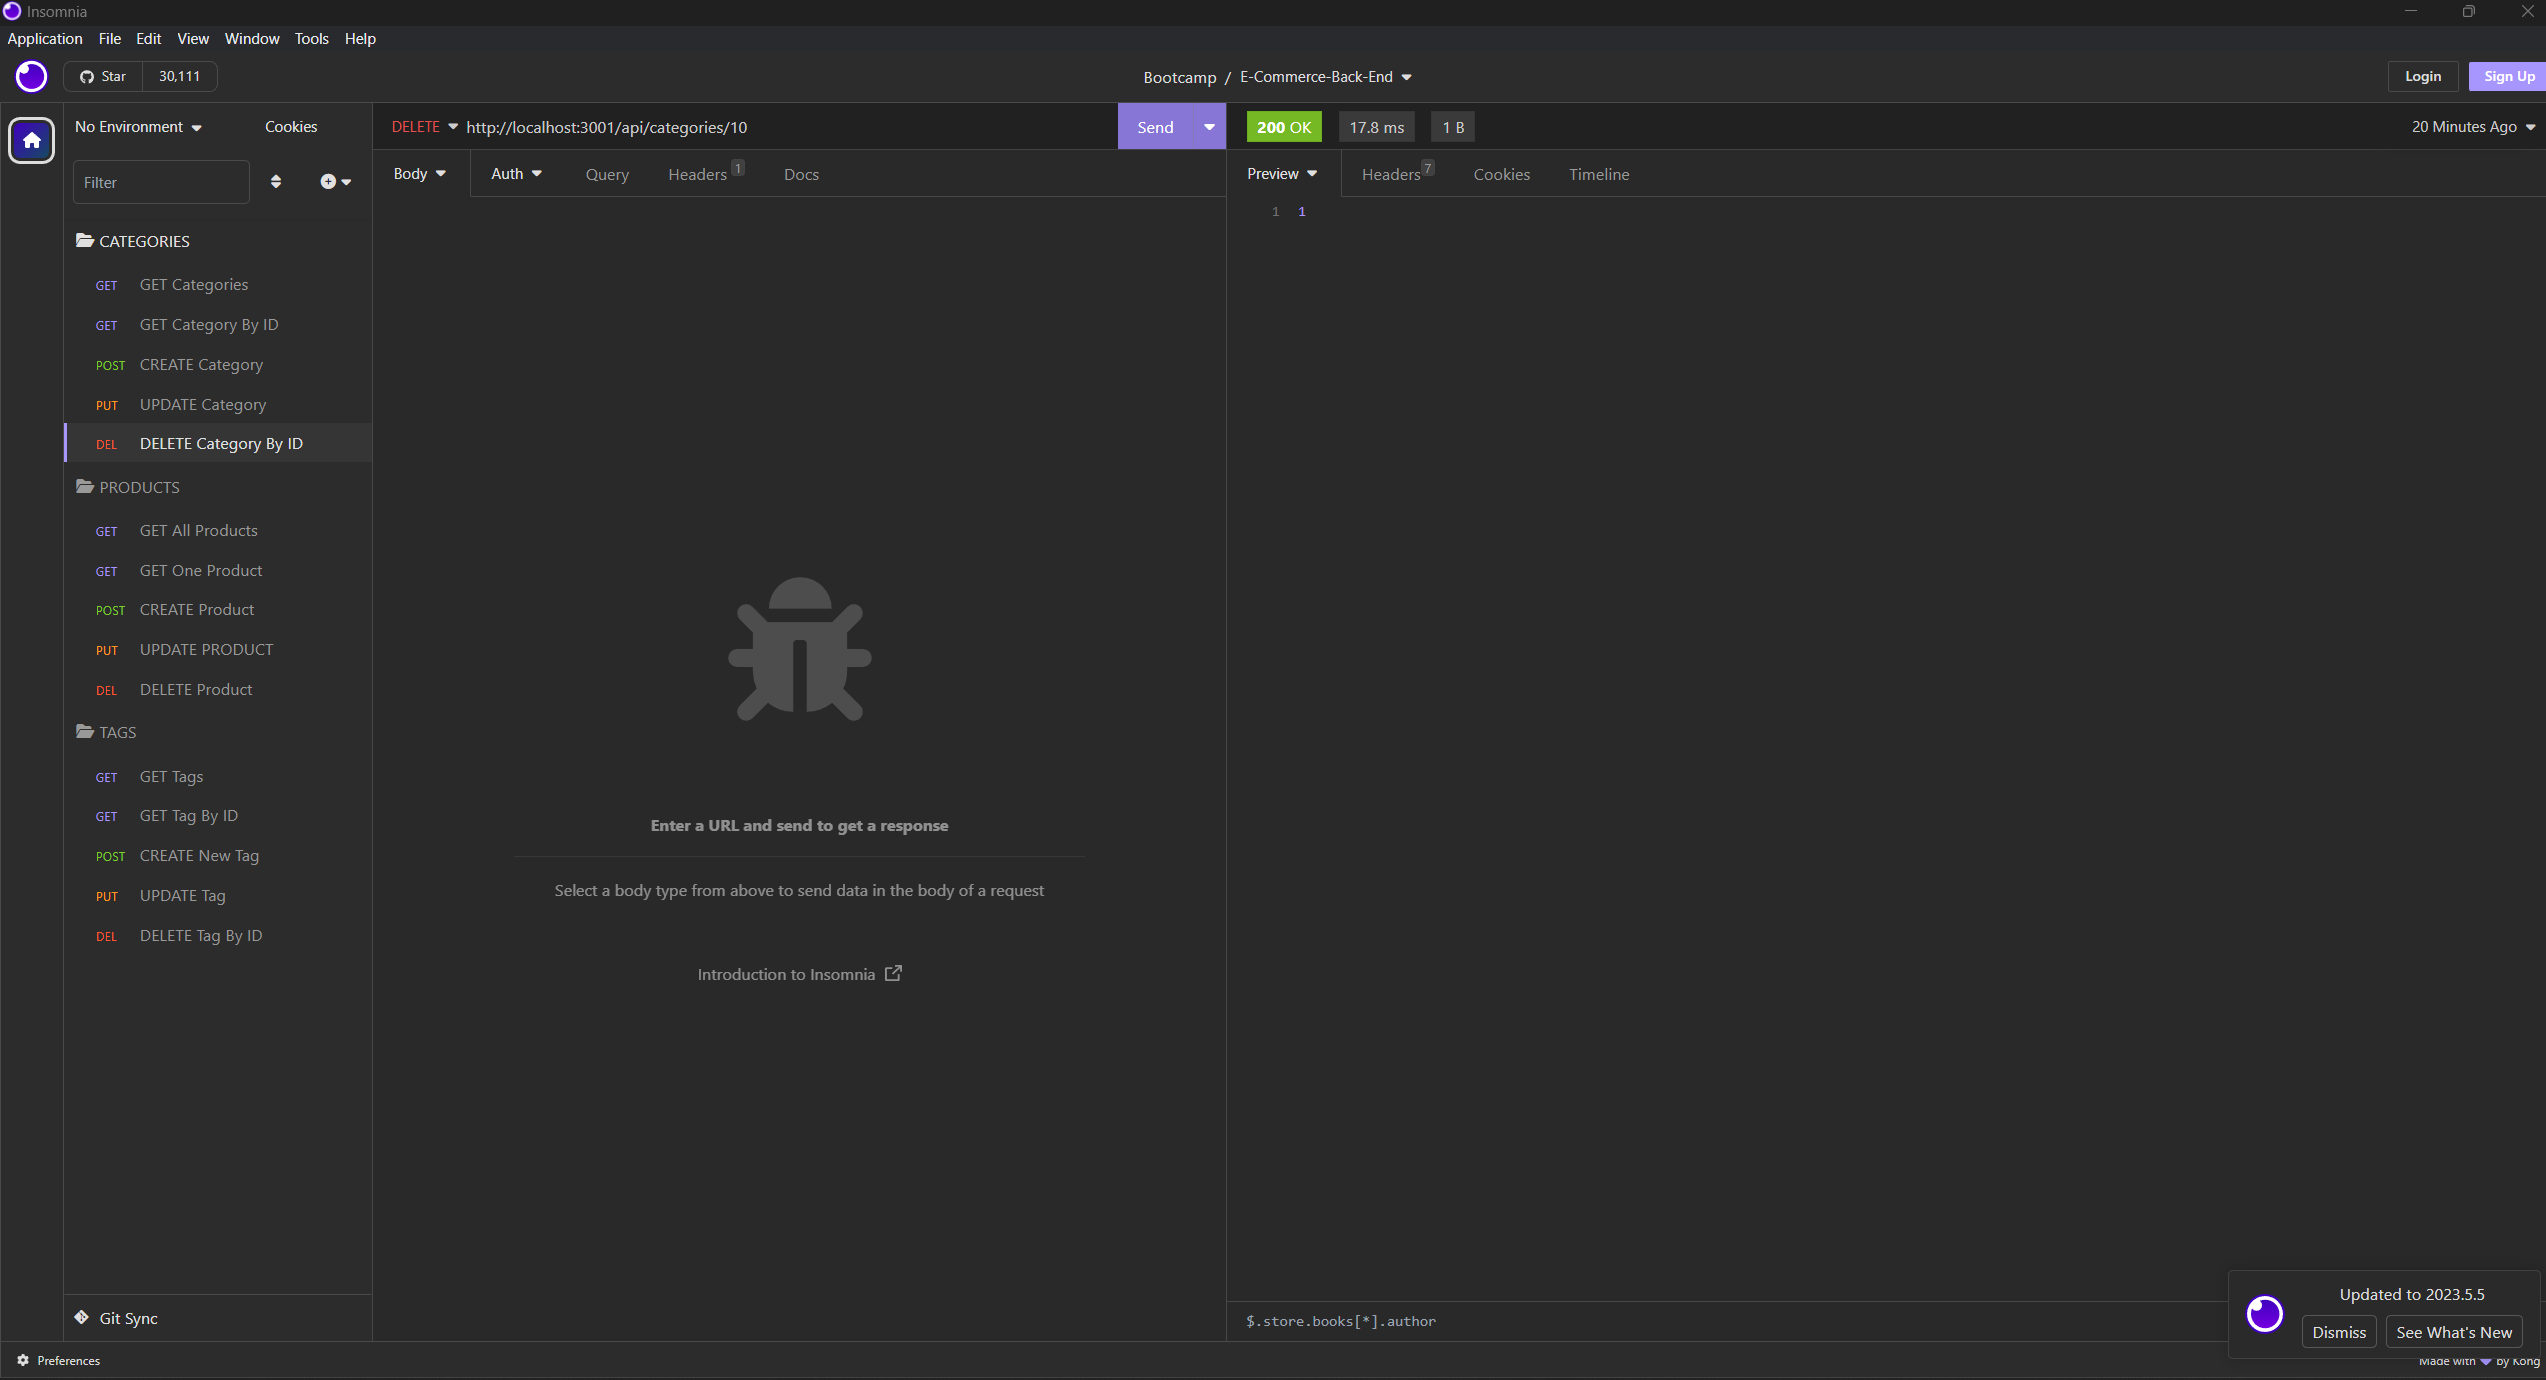 Insomnia
Application File Edit View Window Tools Help
Star 30,111
Bootcamp / E-Commerce-Back-End
Login Sign Up
No Environment Cookies
DELETE http://localhost:3001/api/categories/10 Send
200 OK 17.8 ms 1 B 20 Minutes Ago
Filter
Body Auth Query Headers 1 Docs
Preview Headers 7 Cookies Timeline
1 1
CATEGORIES
GET GET Categories
GET GET Category By ID
POST CREATE Category
PUT UPDATE Category
DEL DELETE Category By ID
PRODUCTS
GET GET All Products
GET GET One Product
POST CREATE Product
PUT UPDATE PRODUCT
DEL DELETE Product
TAGS
GET GET Tags
GET GET Tag By ID
POST CREATE New Tag
PUT UPDATE Tag
DEL DELETE Tag By ID
Enter a URL and send to get a response
Select a body type from above to send data in the body of a request
Introduction to Insomnia
Git Sync
$.store.books[*].author
Updated to 2023.5.5
Dismiss See What's New
Preferences
Made with by Kong